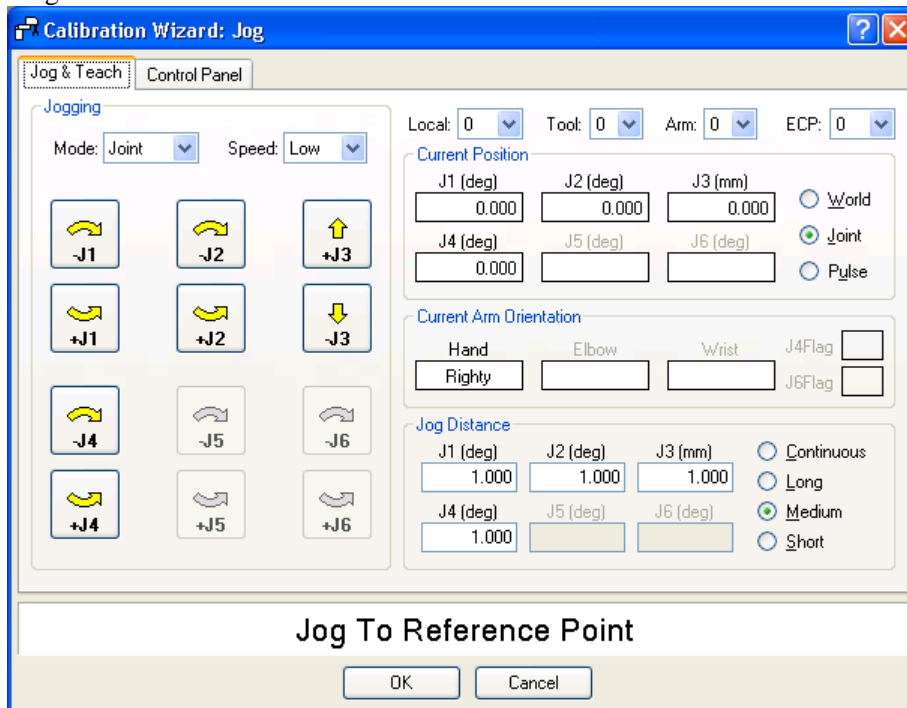 Calibration Wizard: Jog
Jog & Teach Control Panel
Jogging
Mode: Joint Speed: Low
-J1 -J2 +J3
+J1 +J2 -J3
-J4 -J5 -J6
+J4 +J5 +J6
Local: 0 Tool: 0 Arm: 0 ECP: 0
Current Position
J1 (deg) J2 (deg) J3 (mm)
0.000 0.000 0.000
J4 (deg) J5 (deg) J6 (deg)
0.000
World
Joint
Pulse
Current Arm Orientation
Hand Elbow Wrist J4Flag
Righty J6Flag
Jog Distance
J1 (deg) J2 (deg) J3 (mm)
1.000 1.000 1.000
J4 (deg) J5 (deg) J6 (deg)
1.000
Continuous
Long
Medium
Short
Jog To Reference Point
OK Cancel